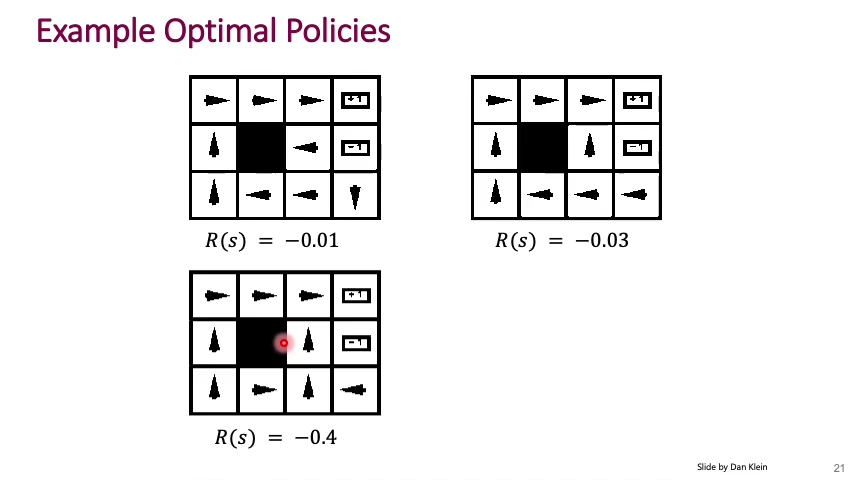 Example Optimal Policies
+1
+1
-1
-1
R(s) = −0.01
R(s) = −0.03
+1
-1
R(s) = −0.4
Slide by Dan Klein
21